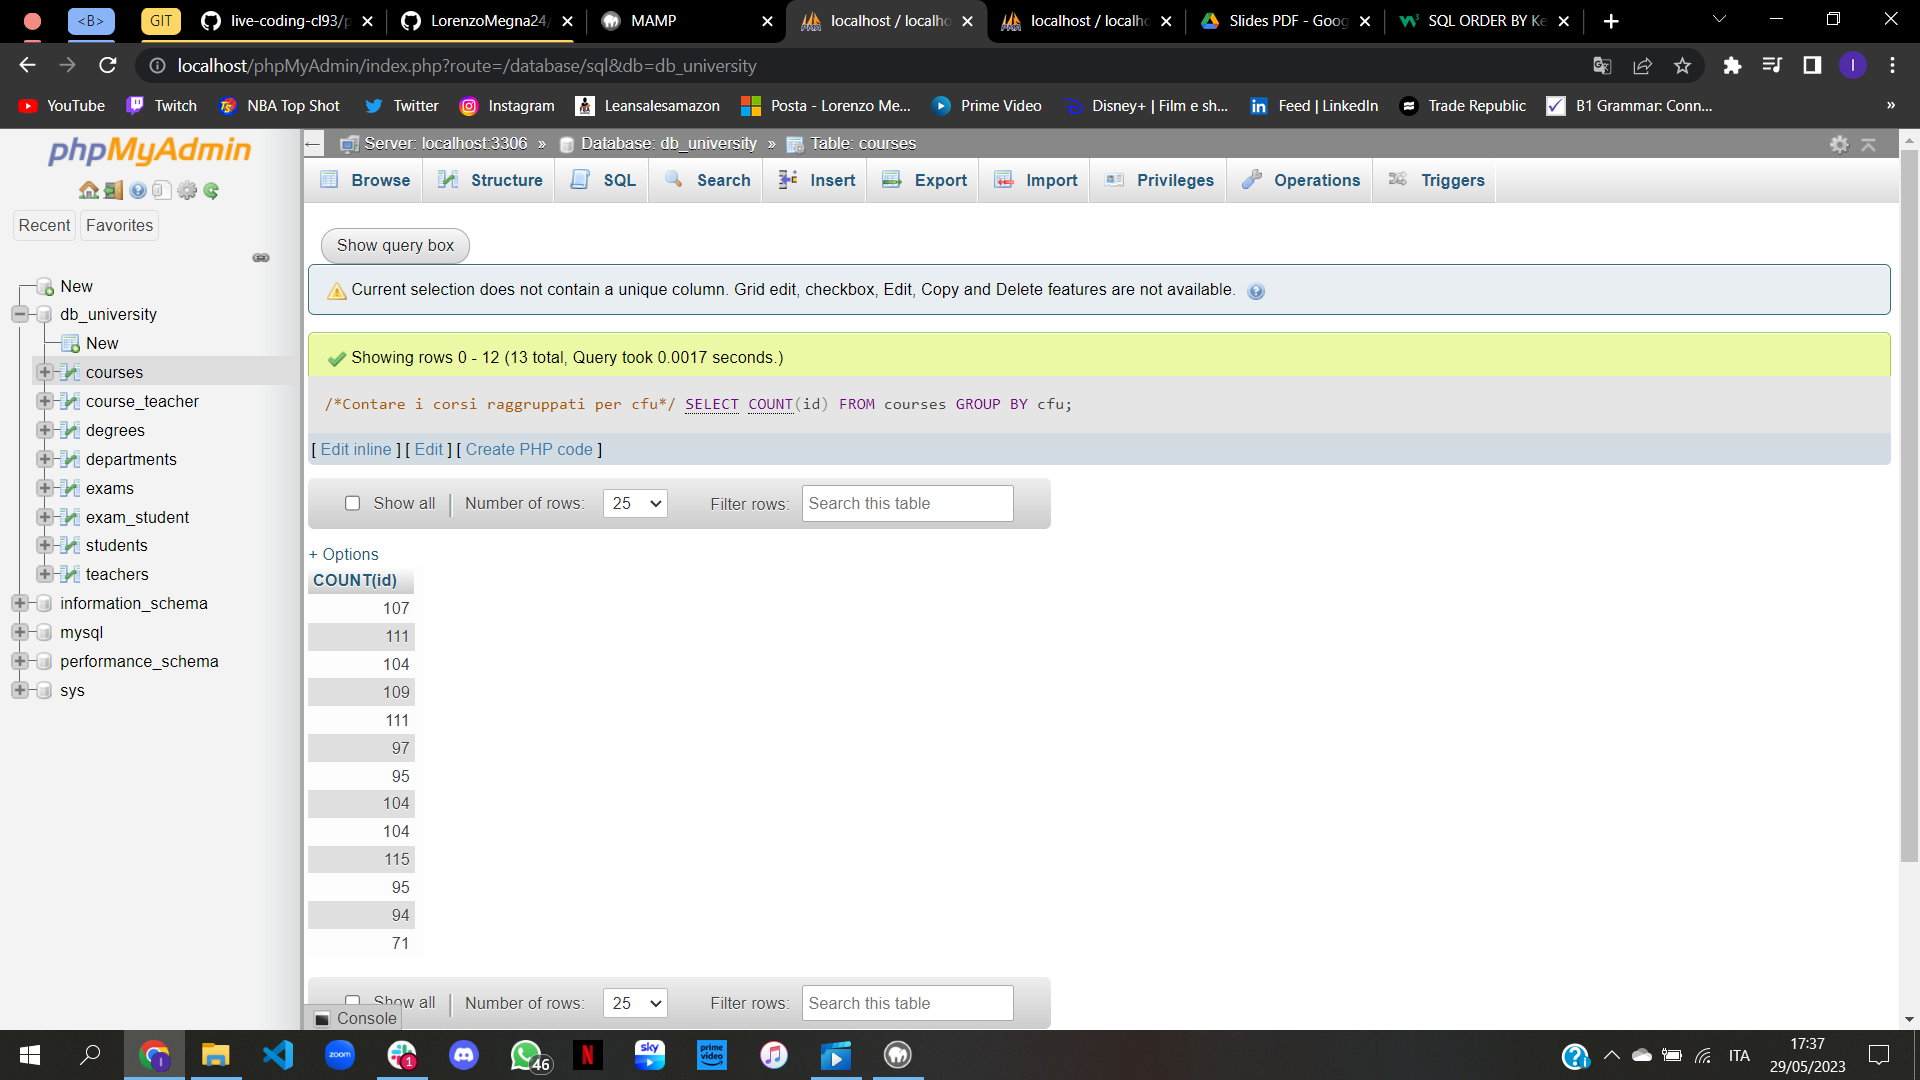 <B>
GIT
live-coding-cl93/p
LorenzoMegna24/
MAMP
localhost / localho
localhost / localho
Slides PDF - Goog
SQL ORDER BY Ke
localhost/phpMyAdmin/index.php?route=/database/sql&db=db_university
I
YouTube
Twitch
NBA Top Shot
Twitter
Instagram
Leansalesamazon
Posta - Lorenzo Me...
Prime Video
Disney+ | Film e sh...
Feed | LinkedIn
Trade Republic
B1 Grammar: Conn...
»
phpMyAdmin
Recent
Favorites
New
db_university
New
courses
course_teacher
degrees
departments
exams
exam_student
students
teachers
information_schema
mysql
performance_schema
sys
Server: localhost:3306 » Database: db_university » Table: courses
Browse
Structure
SQL
Search
Insert
Export
Import
Privileges
Operations
Triggers
Show query box
Current selection does not contain a unique column. Grid edit, checkbox, Edit, Copy and Delete features are not available.
Showing rows 0 - 12 (13 total, Query took 0.0017 seconds.)
/*Contare i corsi raggruppati per cfu*/ SELECT COUNT(id) FROM courses GROUP BY cfu;
[ Edit inline ] [ Edit ] [ Create PHP code ]
Show all
Number of rows:
25
Filter rows:
Search this table
+ Options
COUNT(id)
107
111
104
109
111
97
95
104
104
115
95
94
71
Show all
Number of rows:
25
Filter rows:
Search this table
Console
zoom
1
46
N
sky
prime video
ITA
17:37
29/05/2023